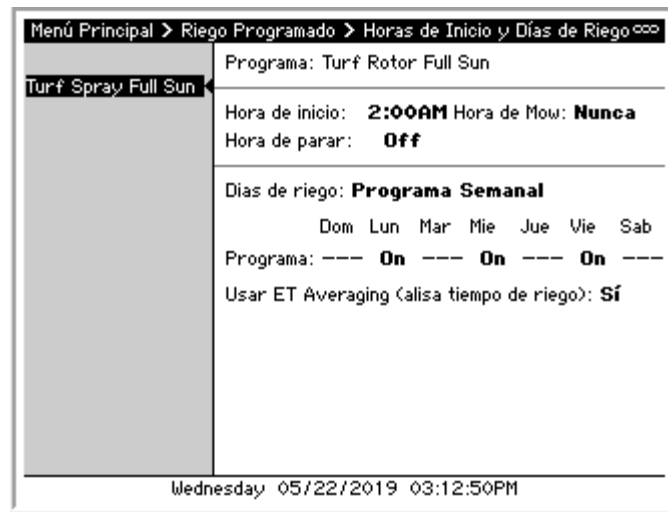 Menú Principal > Riego Programado > Horas de Inicio y Días de Riego
Turf Spray Full Sun
Programa: Turf Rotor Full Sun
Hora de inicio: 2:00AM Hora de Mow: Nunca
Hora de parar: Off
Dias de riego: Programa Semanal
Dom Lun Mar Mie Jue Vie Sab
Programa: --- On --- On --- On ---
Usar ET Averaging (alisa tiempo de riego): Sí
Wednesday 05/22/2019 03:12:50PM